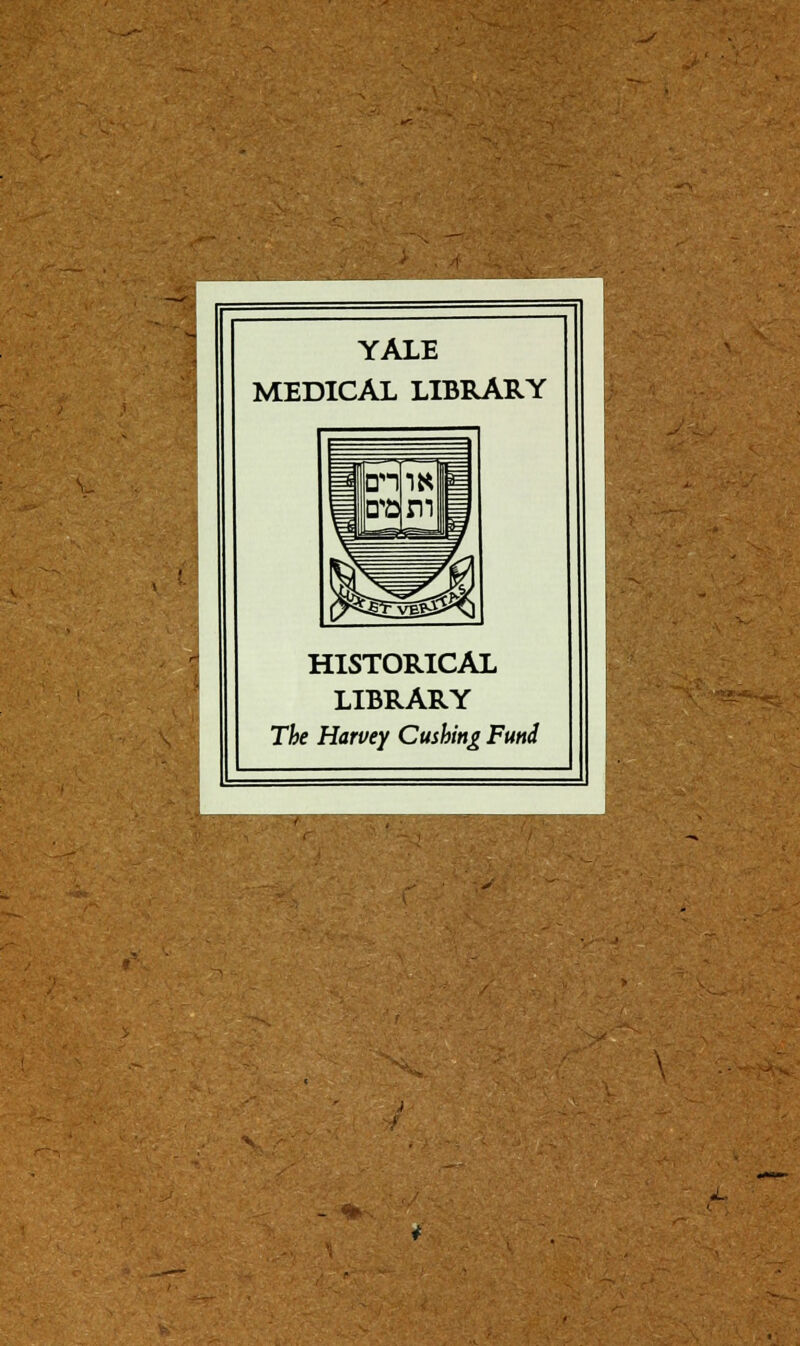 YALE
MEDICAL LIBRARY
אורים
ותמים
LUX ET VERITAS
HISTORICAL
LIBRARY
The Harvey Cushing Fund